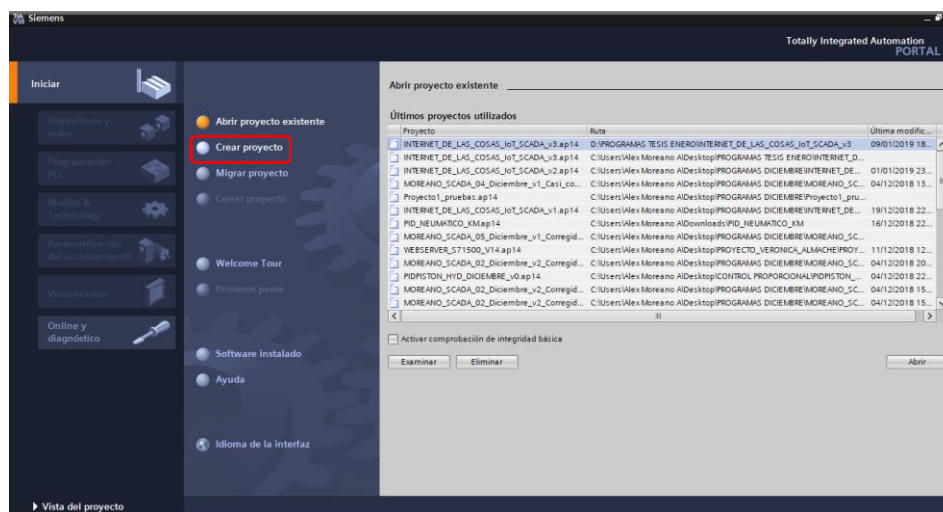 Siemens
Totally Integrated Automation
PORTAL
Iniciar
Dispositivos y
redes
Programación
PLC
Motion &
Technology
Parametrización
del accionamiento
Visualización
Online y
diagnóstico
Vista del proyecto
Abrir proyecto existente
Crear proyecto
Migrar proyecto
Cerrar proyecto
Welcome Tour
Primeros pasos
Software instalado
Ayuda
Idioma de la interfaz
Abrir proyecto existente
Últimos proyectos utilizados
Proyecto Ruta Última modific...
INTERNET_DE_LAS_COSAS_IoT_SCADA_v3.ap14 D:\PROGRAMAS TESIS ENERO\INTERNET_DE_LAS_COSAS_IoT_SCADA_v3 09/01/2019 18...
INTERNET_DE_LAS_COSAS_IoT_SCADA_v3.ap14 C:\Users\Alex Moreano A\Desktop\PROGRAMAS TESIS ENERO\INTERNET_D...
INTERNET_DE_LAS_COSAS_IoT_SCADA_v2.ap14 C:\Users\Alex Moreano A\Desktop\PROGRAMAS DICIEMBRE\INTERNET_DE... 01/01/2019 23...
MOREANO_SCADA_04_Diciembre_v1_Casi_co... C:\Users\Alex Moreano A\Desktop\PROGRAMAS DICIEMBRE\MOREANO_SC... 04/12/2018 13...
Proyecto1_pruebas.ap14 C:\Users\Alex Moreano A\Desktop\PROGRAMAS DICIEMBRE\Proyecto1_pru...
INTERNET_DE_LAS_COSAS_IoT_SCADA_v1.ap14 C:\Users\Alex Moreano A\Desktop\PROGRAMAS DICIEMBRE\INTERNET_DE... 19/12/2018 22...
PID_NEUMATICO_KM.ap14 C:\Users\Alex Moreano A\Downloads\PID_NEUMATICO_KM 16/12/2018 22...
MOREANO_SCADA_05_Diciembre_v1_Corregid... C:\Users\Alex Moreano A\Desktop\PROGRAMAS DICIEMBRE\MOREANO_SC...
WEBSERVER_S71500_V14.ap14 C:\Users\Alex Moreano A\Desktop\PROYECTO_VERONICA_ALMACHE\PROY... 11/12/2018 12...
MOREANO_SCADA_02_Diciembre_v2_Corregid... C:\Users\Alex Moreano A\Desktop\PROGRAMAS DICIEMBRE\MOREANO_SC... 04/12/2018 20...
PIDPISTON_HYD_DICIEMBRE_v0.ap14 C:\Users\Alex Moreano A\Desktop\CONTROL PROPORCIONAL\PIDPISTON_... 04/12/2018 22...
MOREANO_SCADA_02_Diciembre_v2_Corregid... C:\Users\Alex Moreano A\Desktop\PROGRAMAS DICIEMBRE\MOREANO_SC... 04/12/2018 15...
MOREANO_SCADA_02_Diciembre_v2_Corregid... C:\Users\Alex Moreano A\Desktop\PROGRAMAS DICIEMBRE\MOREANO_SC... 04/12/2018 15...
Activar comprobación de integridad básica
Examinar Eliminar Abrir